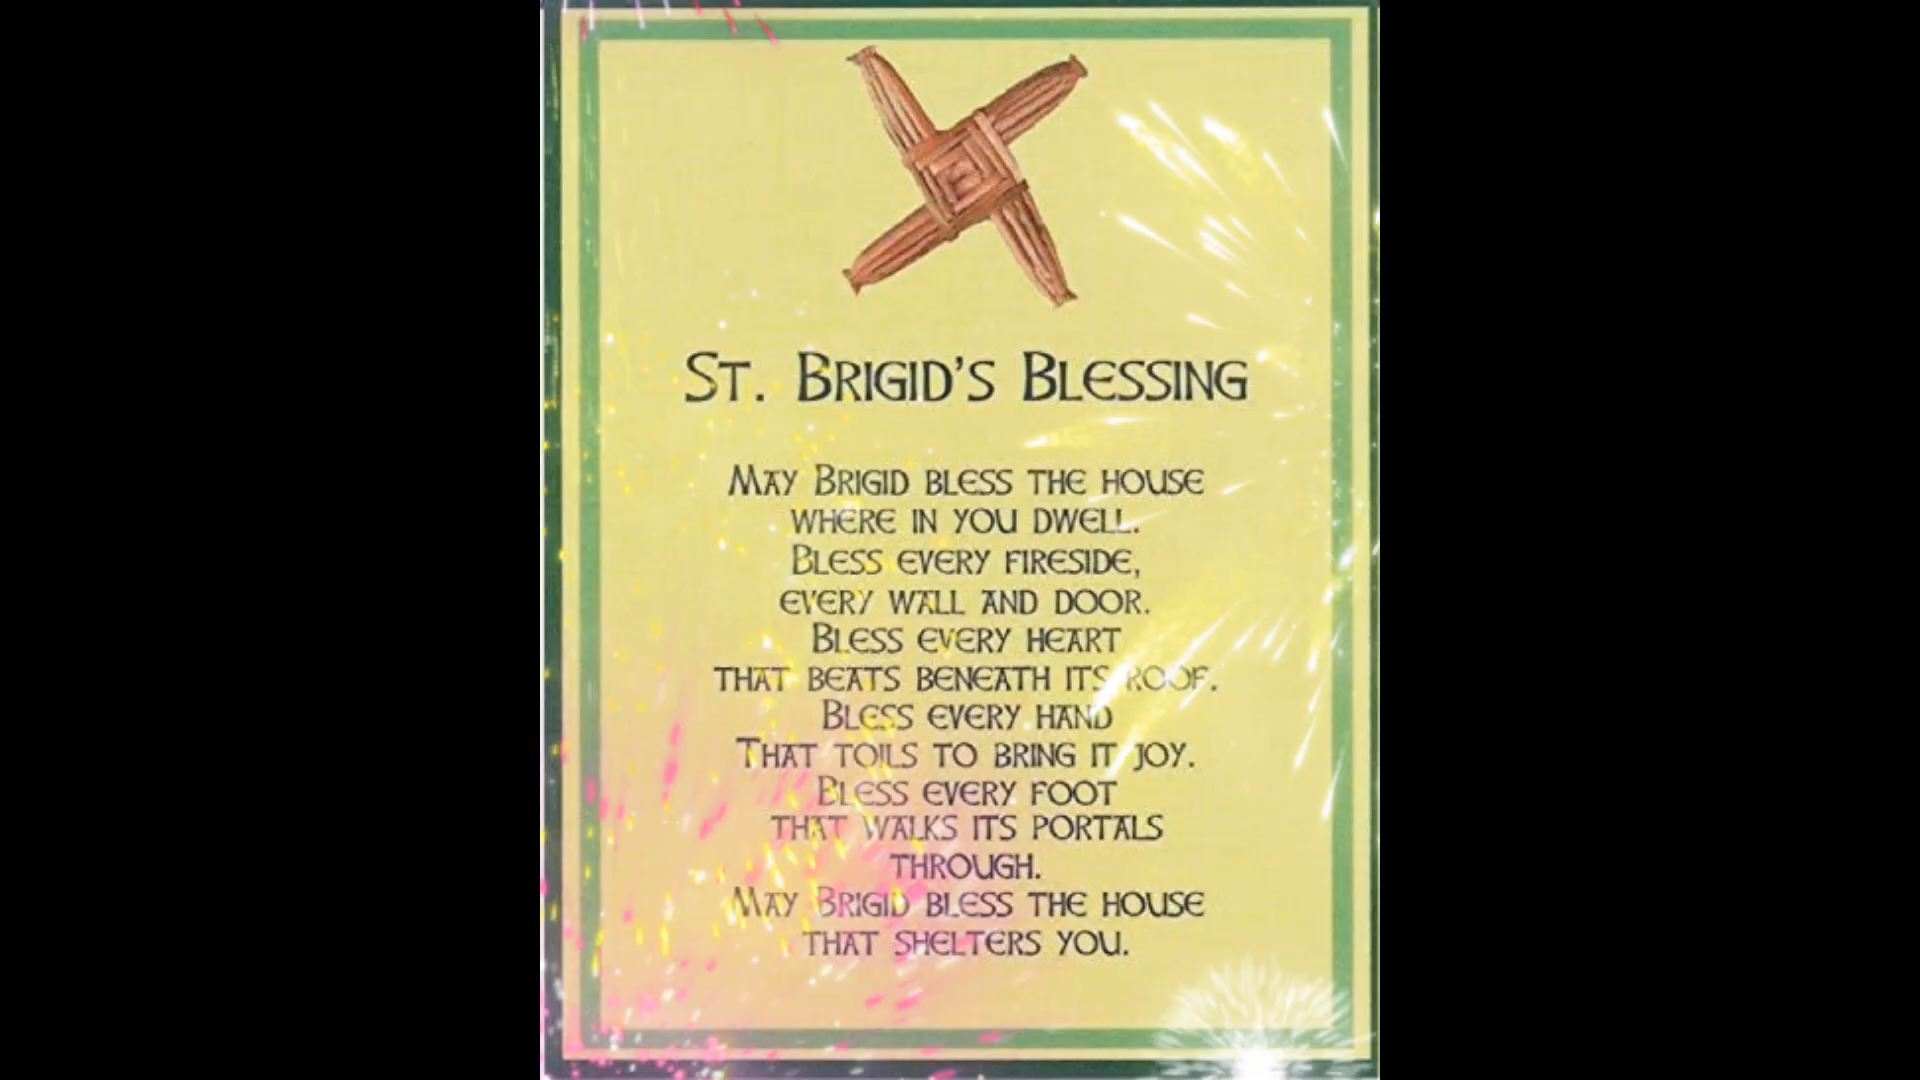 St. Brigid's Blessing
May Brigid bless the house
where in you dwell.
Bless every fireside,
every wall and door.
Bless every heart
that beats beneath its roof.
Bless every hand
That toils to bring it joy.
Bless every foot
that walks its portals
through.
May Brigid bless the house
that shelters you.